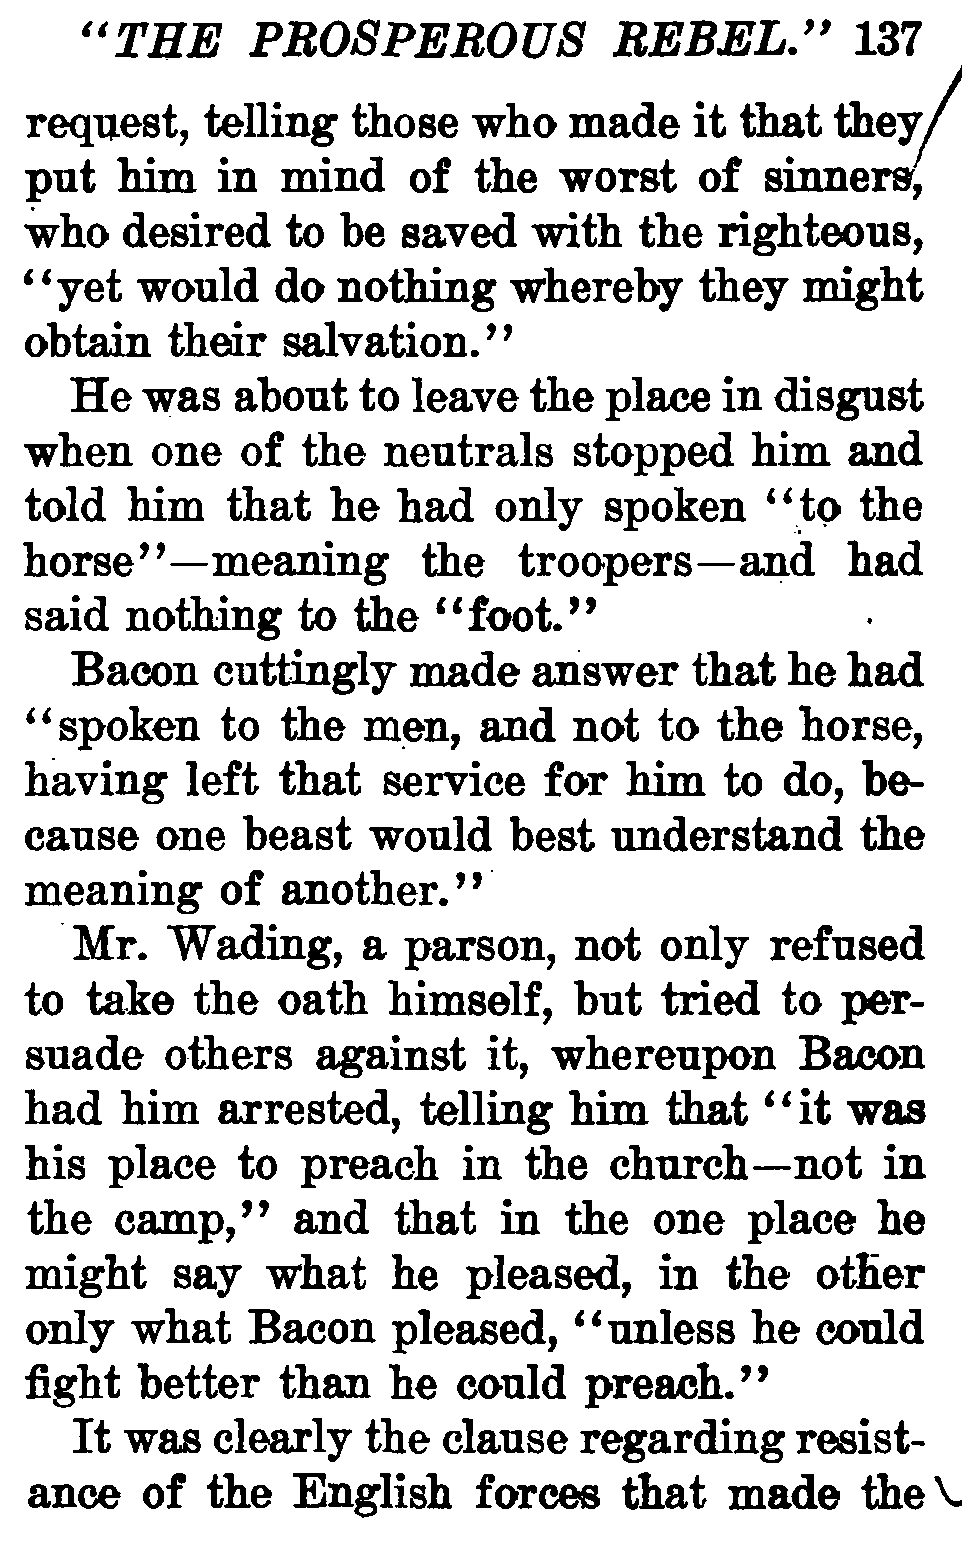 “THE PROSPEROUS REBEL.” 137
request, telling those who made it that they
put him in mind of the worst of sinners,
who desired to be saved with the righteous,
“yet would do nothing whereby they might
obtain their salvation.”
He was about to leave the place in disgust
when one of the neutrals stopped him and
told him that he had only spoken “to the
horse”—meaning the troopers—and had
said nothing to the “foot.”
Bacon cuttingly made answer that he had
“spoken to the men, and not to the horse,
having left that service for him to do, be-
cause one beast would best understand the
meaning of another.”
Mr. Wading, a parson, not only refused
to take the oath himself, but tried to per-
suade others against it, whereupon Bacon
had him arrested, telling him that “it was
his place to preach in the church—not in
the camp,” and that in the one place he
might say what he pleased, in the other
only what Bacon pleased, “unless he could
fight better than he could preach.”
It was clearly the clause regarding resist-
ance of the English forces that made the